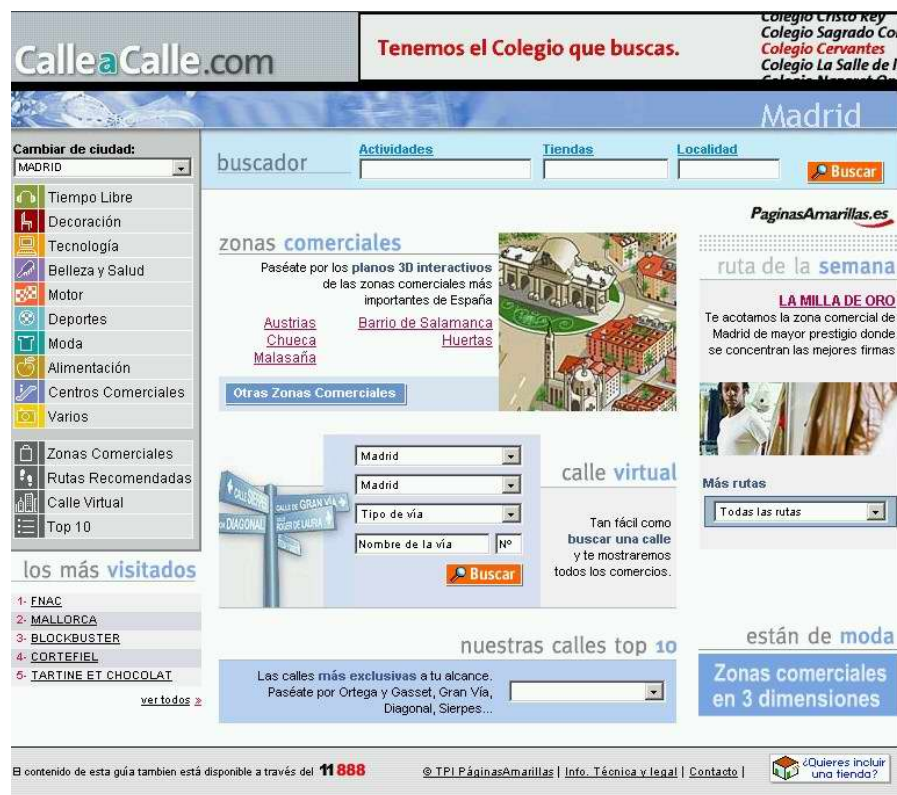 CalleaCalle.com
Tenemos el Colegio que buscas.
Colegio Cristo Rey
Colegio Sagrado Co
Colegio Cervantes
Colegio La Salle de
Madrid
Cambiar de ciudad:
MADRID
buscador
Actividades
Tiendas
Localidad
Buscar
Tiempo Libre
Decoración
Tecnología
Belleza y Salud
Motor
Deportes
Moda
Alimentación
Centros Comerciales
Varios
Zonas Comerciales
Rutas Recomendadas
Calle Virtual
Top 10
los más visitados
1- FNAC
2- MALLORCA
3- BLOCKBUSTER
4- CORTEFIEL
5- TARTINE ET CHOCOLAT
ver todos »
zonas comerciales
Paséate por los planos 3D interactivos
de las zonas comerciales más
importantes de España
Austrias
Barrio de Salamanca
Chueca
Huertas
Malasaña
Otras Zonas Comerciales
CALLE SIERPES
CALLE DE GRAN VÍA
DIAGONAL
ROGER DE LAURIA
Madrid
Madrid
Tipo de vía
Nombre de la vía
Nº
Buscar
calle virtual
Tan fácil como
buscar una calle
y te mostraremos
todos los comercios.
nuestras calles top 10
Las calles más exclusivas a tu alcance.
Paséate por Ortega y Gasset, Gran Vía,
Diagonal, Sierpes...
PaginasAmarillas.es
ruta de la semana
LA MILLA DE ORO
Te acotamos la zona comercial de
Madrid de mayor prestigio donde
se concentran las mejores firmas
Más rutas
Todas las rutas
están de moda
Zonas comerciales
en 3 dimensiones
El contenido de esta guía tambien está disponible a través del 11888
© TPI PáginasAmarillas | Info. Técnica y legal | Contacto |
¿Quieres incluir
una tienda?